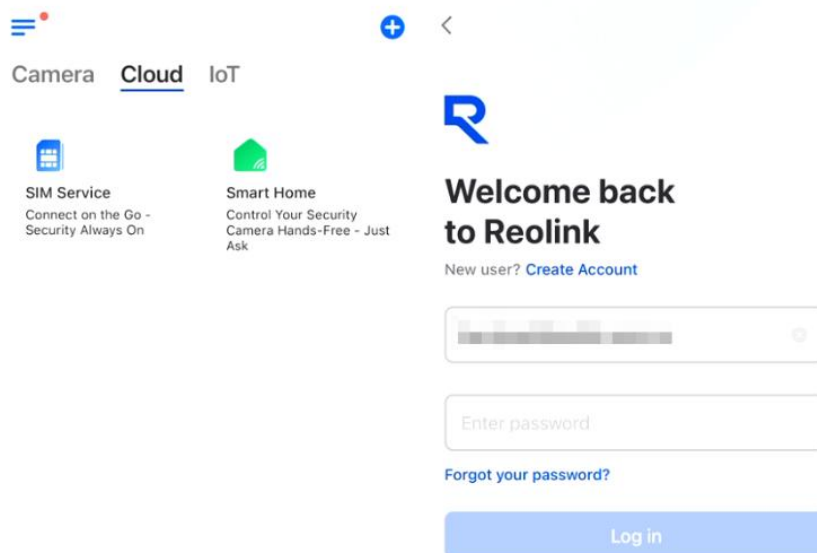 Camera Cloud IoT
SIM Service
Connect on the Go -
Security Always On
Smart Home
Control Your Security
Camera Hands-Free - Just
Ask
Welcome back
to Reolink
New user? Create Account
Enter password
Forgot your password?
Log in